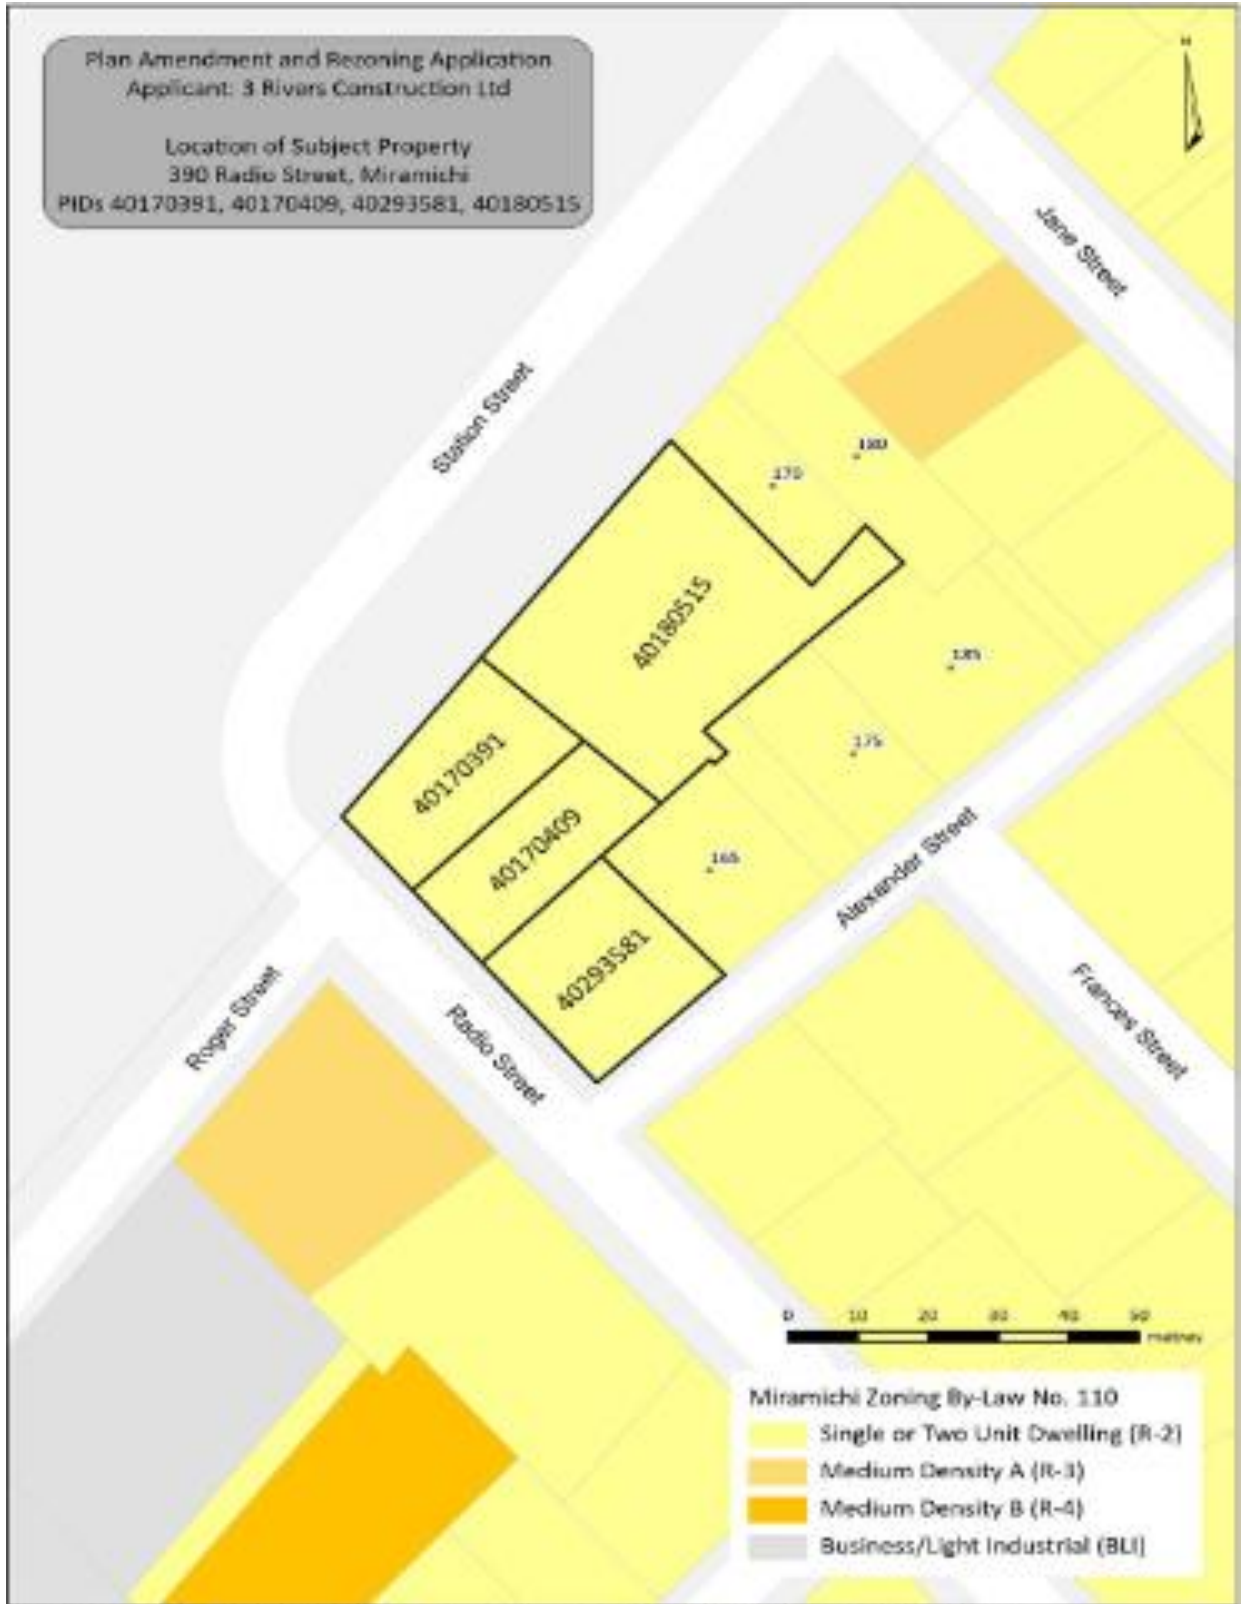 Plan Amendment and Rezoning Application
Applicant: 3 Rivers Construction Ltd
Location of Subject Property
390 Radio Street, Miramichi
PIDs 40170391, 40170409, 40293581, 40180515
N
Jane Street
Station Street
180
170
40180515
185
175
40170391
40170409
165
Alexander Street
40293581
Roger Street
Radio Street
Frances Street
0 10 20 30 40 50
metres
Miramichi Zoning By-Law No. 110
Single or Two Unit Dwelling (R-2)
Medium Density A (R-3)
Medium Density B (R-4)
Business/Light Industrial (BLI)